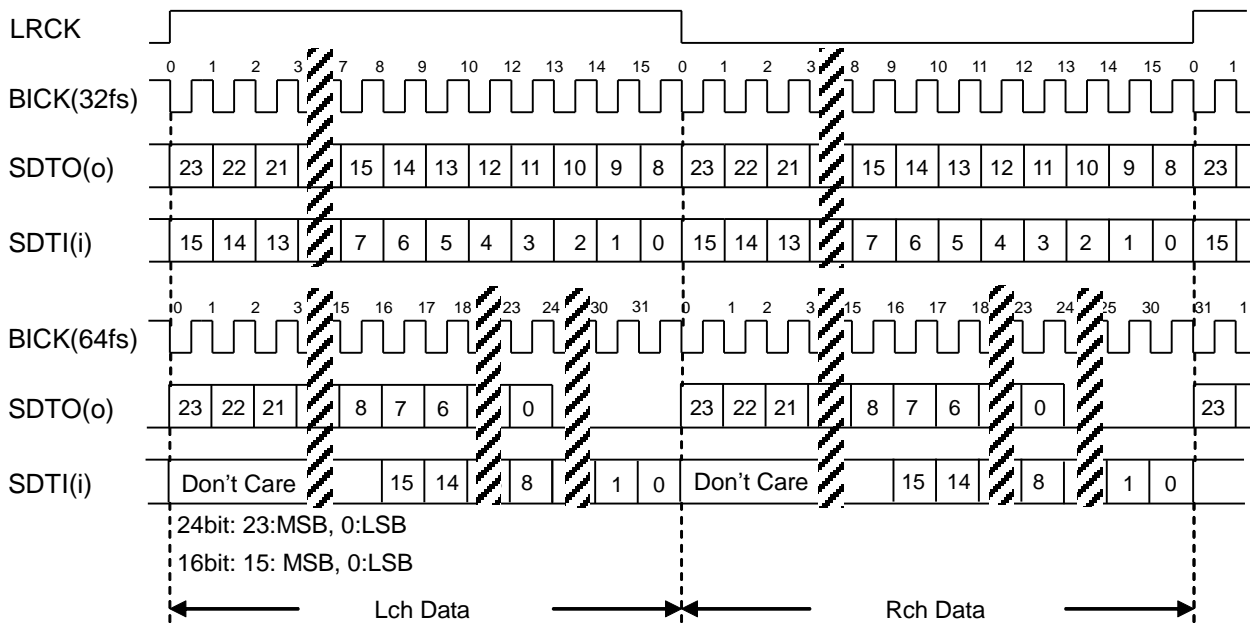 LRCK
0 1 2 3 7 8 9 10 12 13 14 15 0 1 2 3 8 9 10 11 12 13 14 15 0 1
BICK(32fs)
SDTO(o) 23 22 21 15 14 13 12 11 10 9 8 23 22 21 15 14 13 12 11 10 9 8 23
SDTI(i) 15 14 13 7 6 5 4 3 2 1 0 15 14 13 7 6 5 4 3 2 1 0 15
0 1 2 3 15 16 17 18 23 24 30 31 0 1 2 3 15 16 17 18 23 24 25 30 31 1
BICK(64fs)
SDTO(o) 23 22 21 8 7 6 0 23 22 21 8 7 6 0 23
SDTI(i) Don't Care 15 14 8 1 0 Don't Care 15 14 8 1 0
24bit: 23:MSB, 0:LSB
16bit: 15: MSB, 0:LSB
Lch Data Rch Data